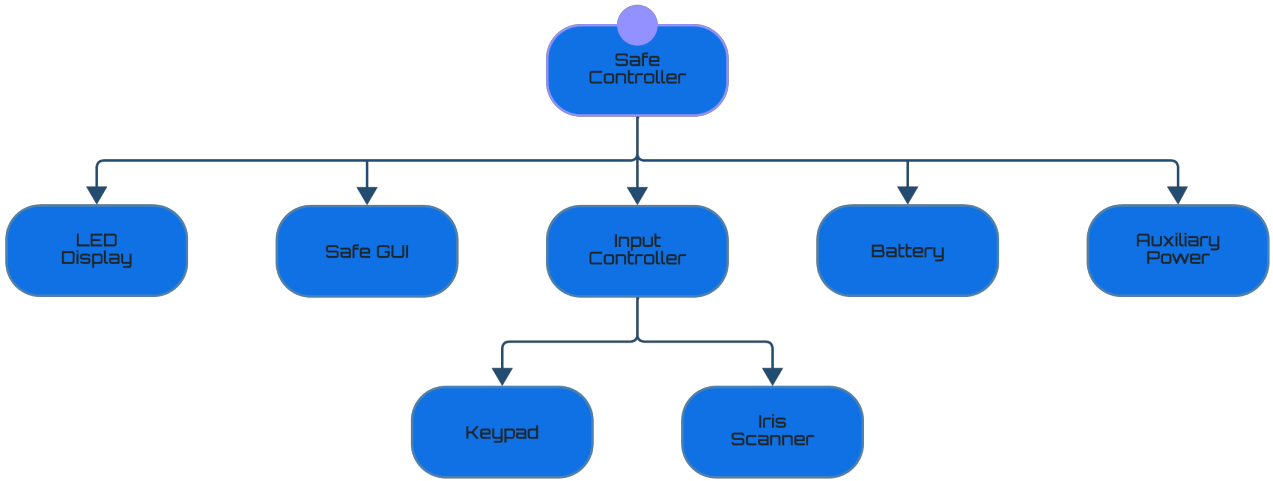 Safe
Controller
LED
Display
Safe GUI
Input
Controller
Battery
Auxiliary
Power
Keypad
Iris
Scanner